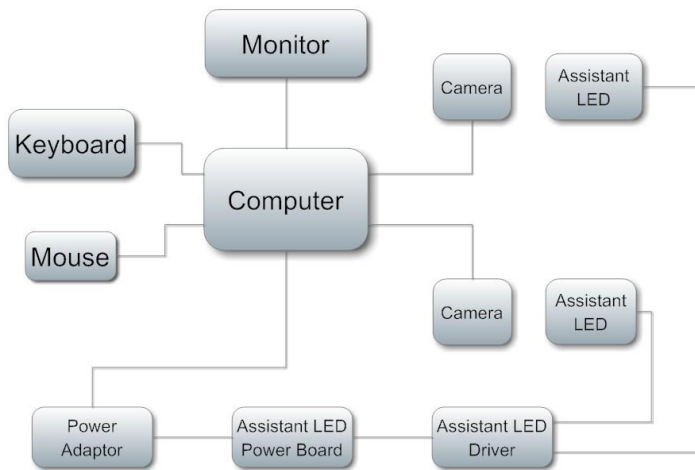 Monitor
Camera
Assistant
LED
Keyboard
Computer
Mouse
Camera
Assistant
LED
Power
Adaptor
Assistant LED
Power Board
Assistant LED
Driver